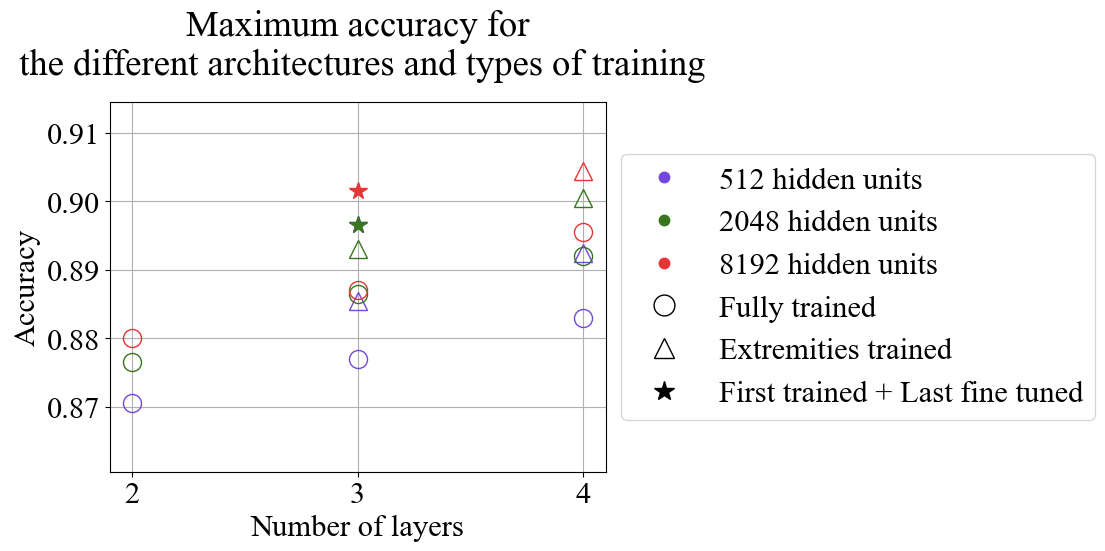 Maximum accuracy for
the different architectures and types of training
0.91
0.90
0.89
0.88
0.87
Accuracy
2 3 4
Number of layers
512 hidden units
2048 hidden units
8192 hidden units
Fully trained
Extremities trained
First trained + Last fine tuned